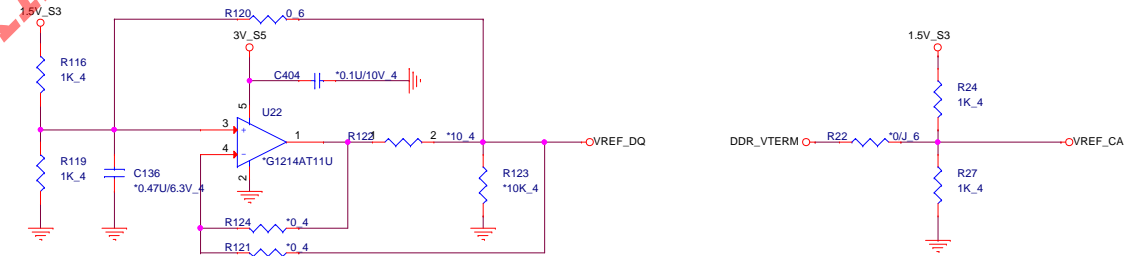 1.5V_S3
R120 0_6
3V_S5
1.5V_S3
R116
1K_4
C404 *0.1U/10V_4
R24
1K_4
5
U22
3
+
1
R122
1 2
*10_4
VREF_DQ
DDR_VTERM
R22
*0/J_6
VREF_CA
4
-
*G1214AT11U
2
R119
1K_4
C136
*0.47U/6.3V_4
R123
*10K_4
R27
1K_4
R124 *0_4
R121 *0_4